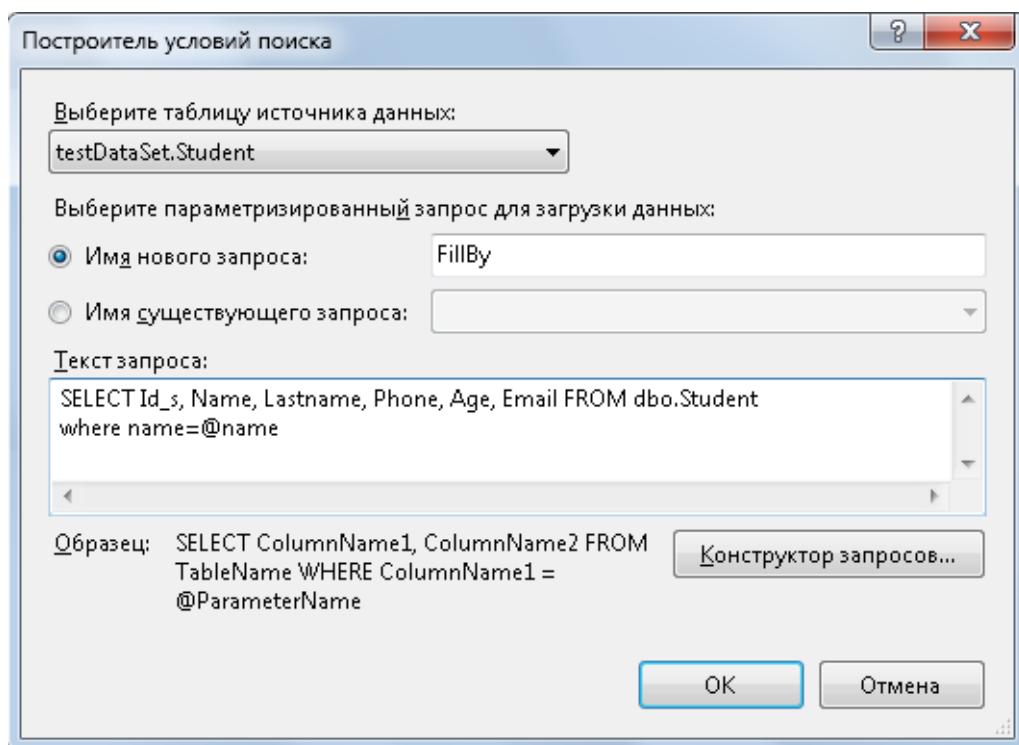 Построитель условий поиска
Выберите таблицу источника данных:
testDataSet.Student
Выберите параметризированный запрос для загрузки данных:
Имя нового запроса:
FillBy
Имя существующего запроса:
Текст запроса:
SELECT Id_s, Name, Lastname, Phone, Age, Email FROM dbo.Student
where name=@name
Образец:
SELECT ColumnName1, ColumnName2 FROM
TableName WHERE ColumnName1 =
@ParameterName
Конструктор запросов...
OK
Отмена